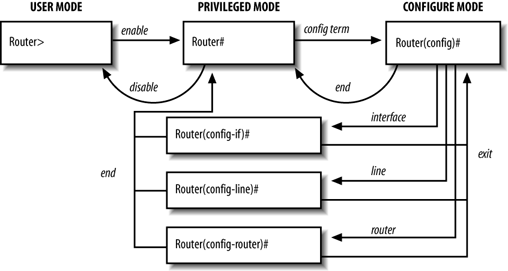 USER MODE
PRIVILEGED MODE
CONFIGURE MODE
Router>
enable
Router#
config term
Router(config)#
disable
end
interface
Router(config-if)#
end
exit
line
Router(config-line)#
router
Router(config-router)#